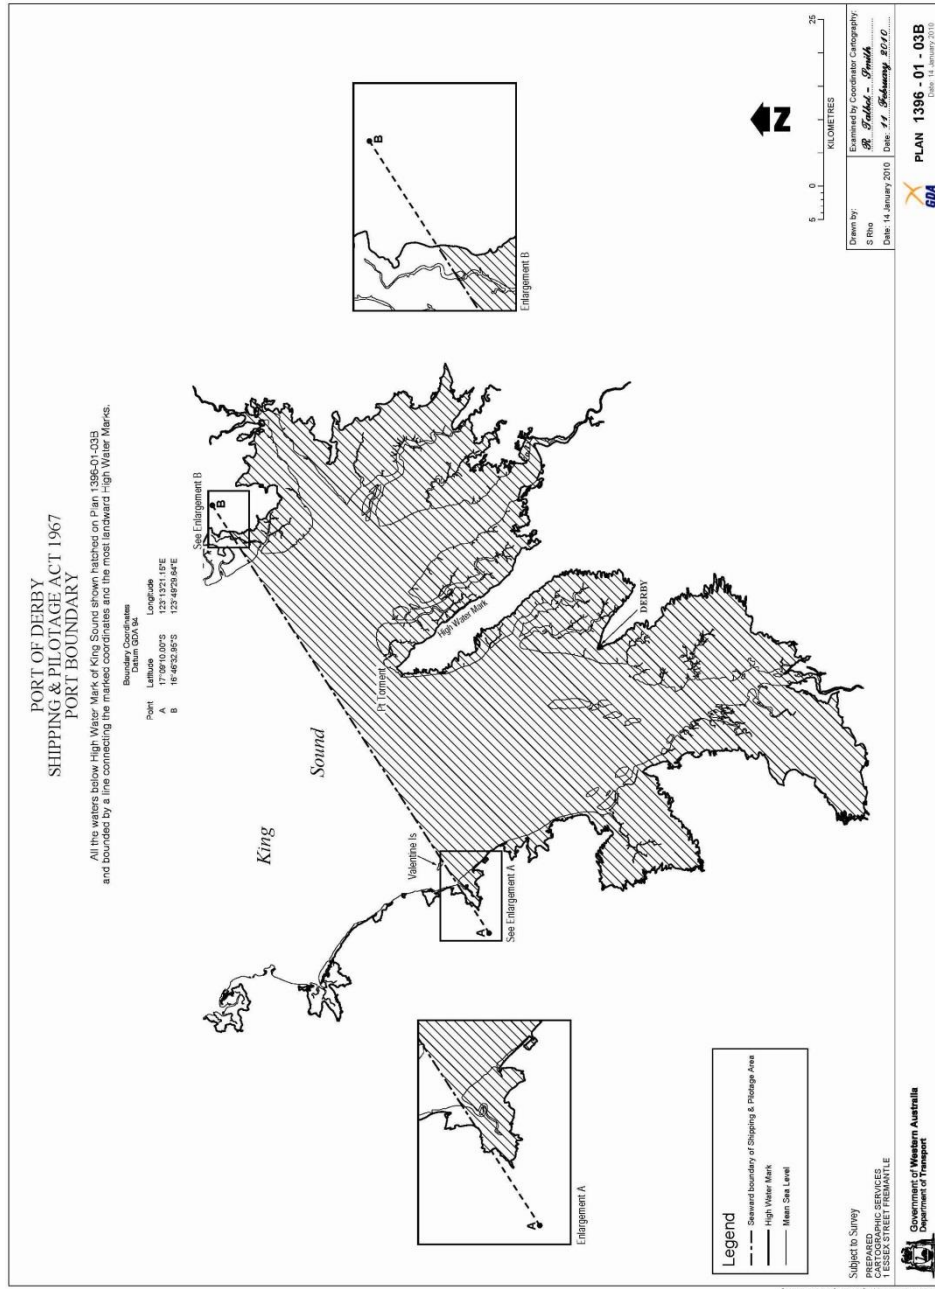 PORT OF DERBY
SHIPPING & PILOTAGE ACT 1967
PORT BOUNDARY
All the waters below High Water Mark of King Sound shown hatched on Plan 1396-01-03B
and bounded by a line connecting the marked coordinates and the most landward High Water Marks.
Boundary Coordinates
Datum GDA 94
Point Latitude Longitude
A 17°09'10.00"S 123°13'21.15"E
B 16°46'32.95"S 123°49'29.64"E
See Enlargement B
B
King
Sound
Valentine Is
A
See Enlargement A
Pt Torment
High Water Mark
DERBY
A
Enlargement A
B
Enlargement B
Legend
Seaward boundary of Shipping & Pilotage Area
High Water Mark
Mean Sea Level
N
5 0 25
KILOMETRES
Subject to Survey
PREPARED
CARTOGRAPHIC SERVICES
1 ESSEX STREET FREMANTLE
Drawn by:
S Rho
Date: 14 January 2010
Examined by Coordinator Cartography:
R Talbot - Smith
Date: 11 February 2010
Government of Western Australia
Department of Transport
GDA
PLAN 1396 - 01 - 03B
Date: 14 January 2010